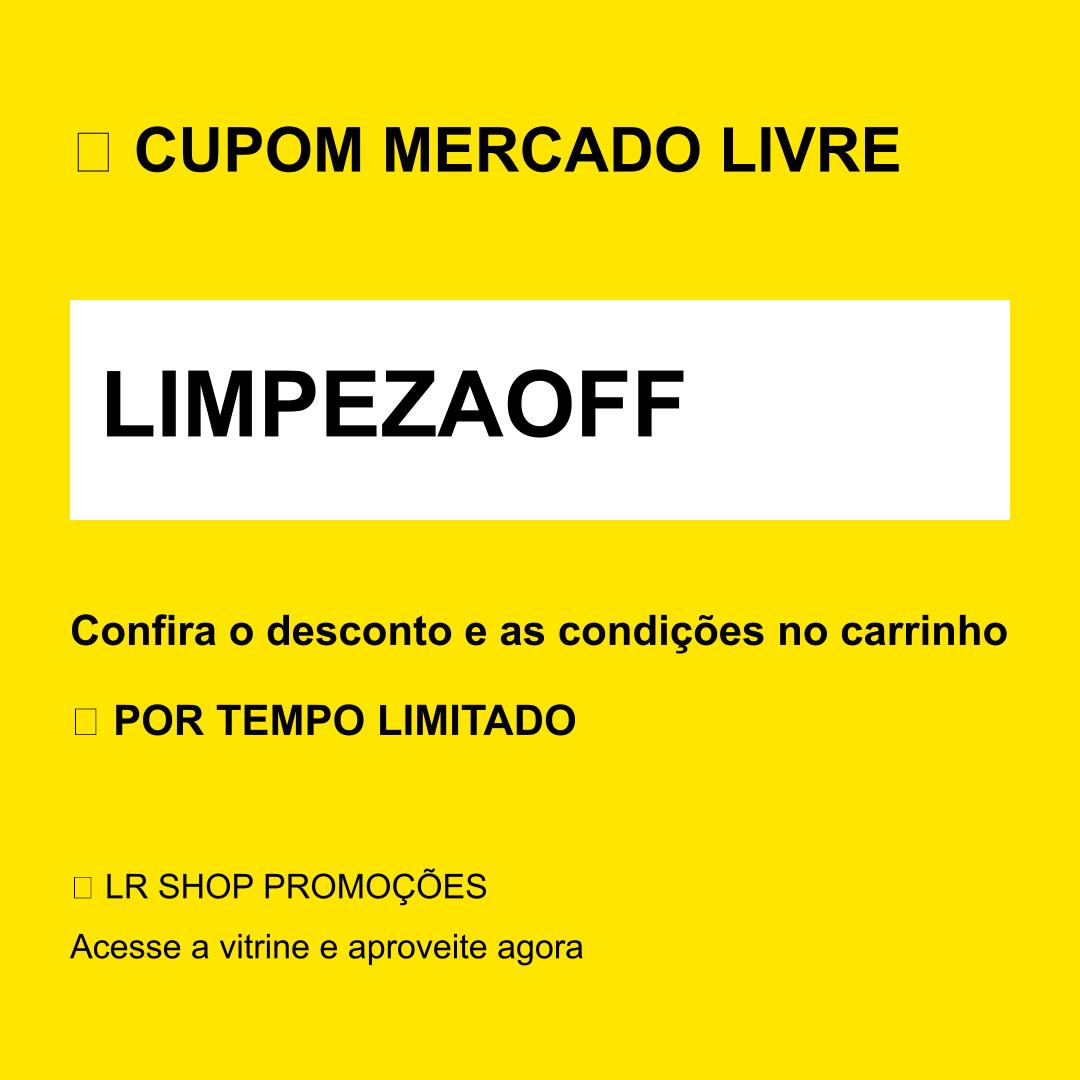 □ CUPOM MERCADO LIVRE
LIMPEZAOFF
Confira o desconto e as condições no carrinho
□ POR TEMPO LIMITADO
□ LR SHOP PROMOÇÕES
Acesse a vitrine e aproveite agora